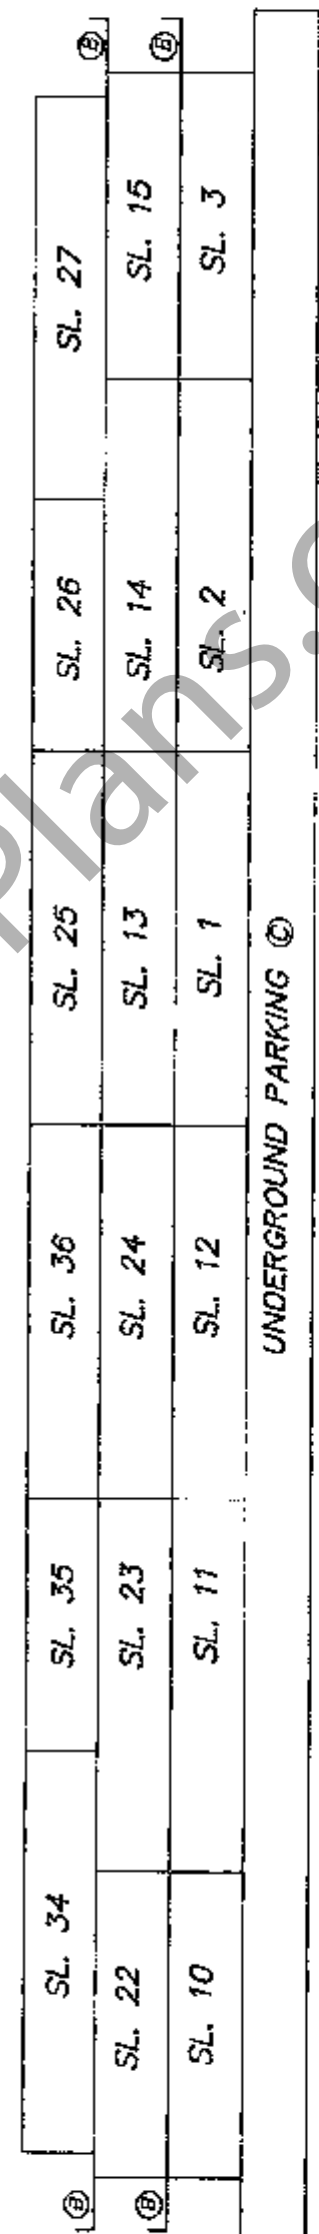 SL. 34 SL. 35 SL. 36 SL. 25 SL. 26 SL. 27
Ⓑ Ⓑ
SL. 22 SL. 23 SL. 24 SL. 13 SL. 14 SL. 15
Ⓑ Ⓑ
SL. 10 SL. 11 SL. 12 SL. 1 SL. 2 SL. 3
UNDERGROUND PARKING Ⓒ
Plans.c